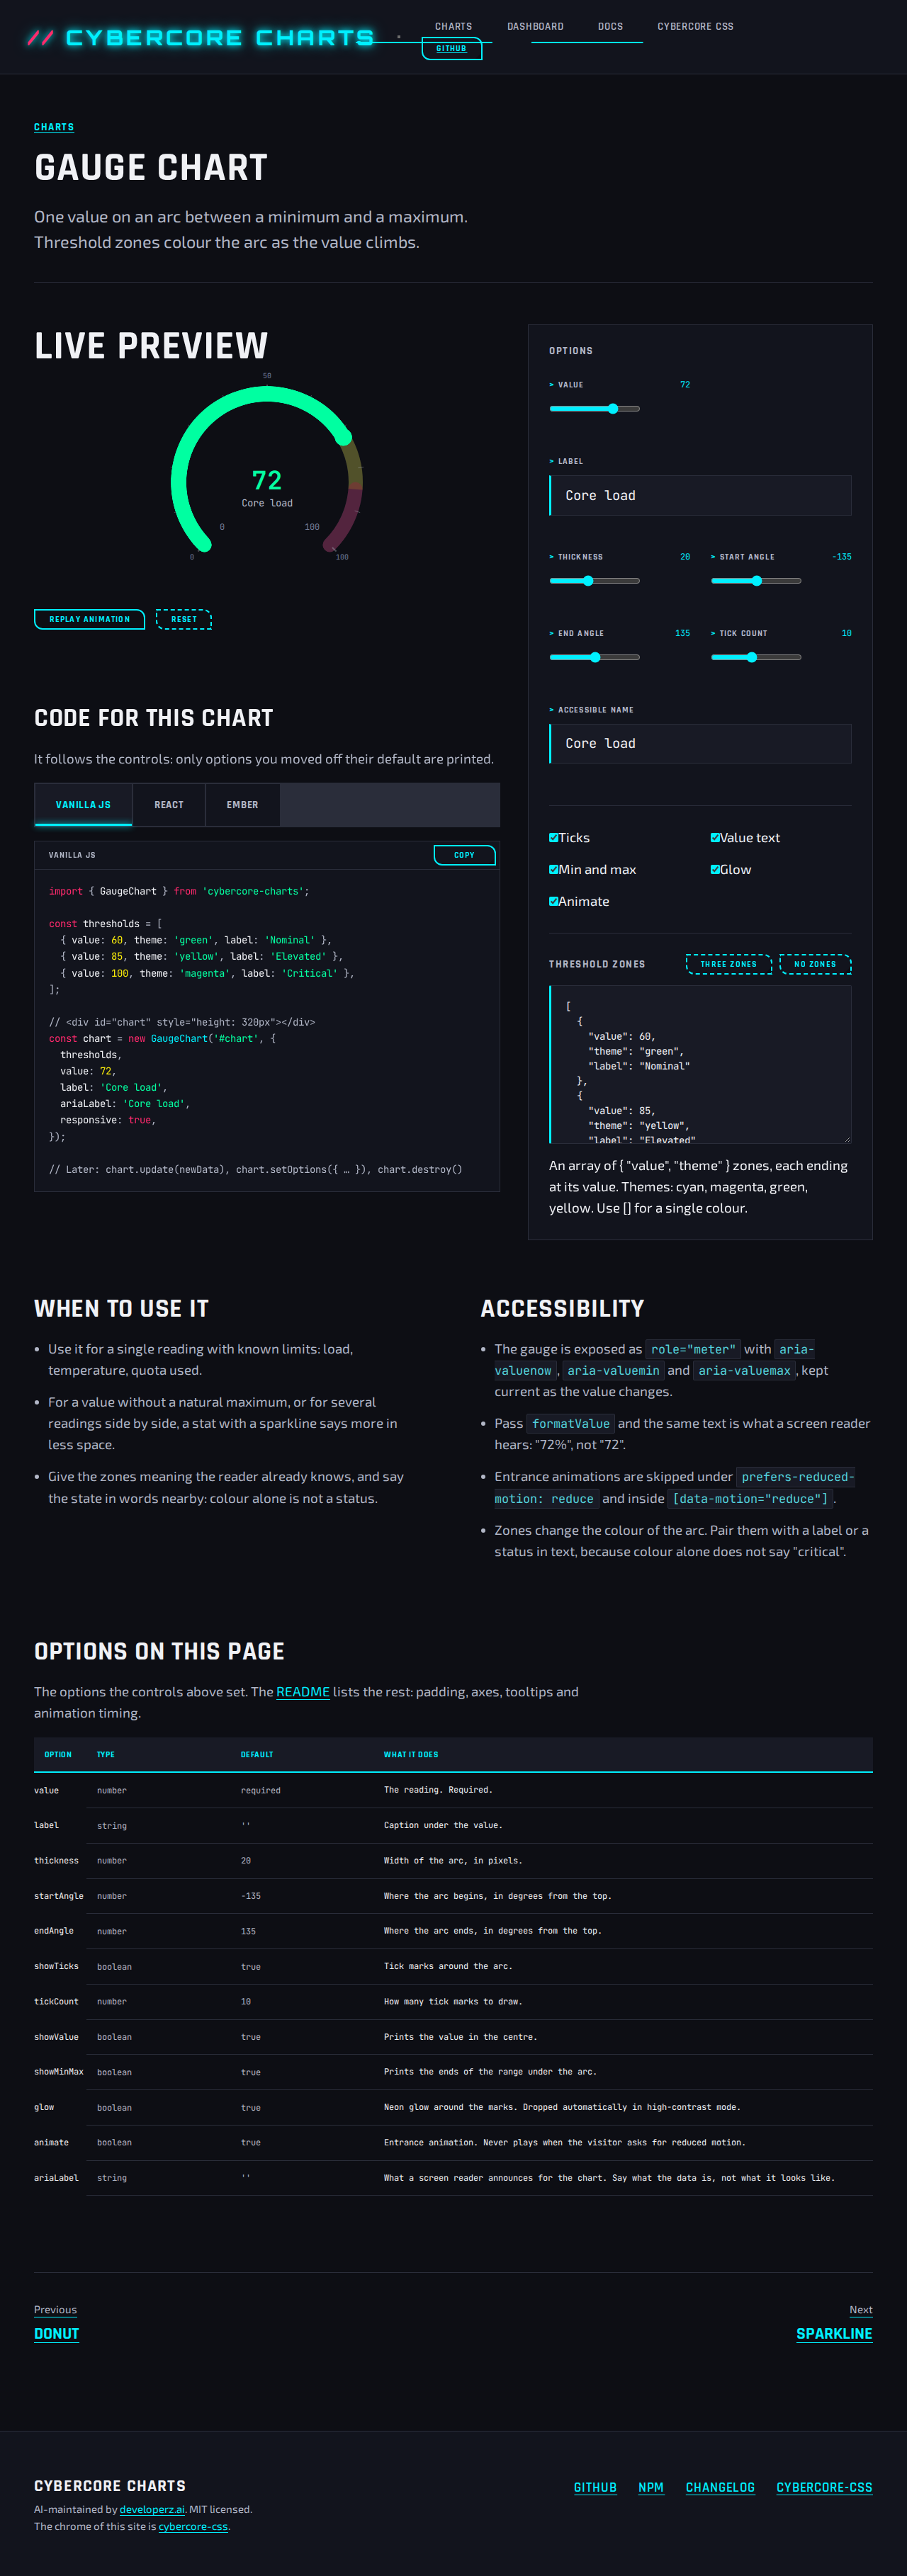 // CYBERCORE CHARTS
CHARTS DASHBOARD DOCS CYBERCORE CSS
GITHUB
CHARTS
GAUGE CHART
One value on an arc between a minimum and a maximum.
Threshold zones colour the arc as the value climbs.
LIVE PREVIEW
50
72
Core load
0 100
0 100
REPLAY ANIMATION RESET
CODE FOR THIS CHART
It follows the controls: only options you moved off their default are printed.
VANILLA JS REACT EMBER
VANILLA JS COPY
import { GaugeChart } from 'cybercore-charts';
const thresholds = [
{ value: 60, theme: 'green', label: 'Nominal' },
{ value: 85, theme: 'yellow', label: 'Elevated' },
{ value: 100, theme: 'magenta', label: 'Critical' },
];
// <div id="chart" style="height: 320px"></div>
const chart = new GaugeChart('#chart', {
thresholds,
value: 72,
label: 'Core load',
ariaLabel: 'Core load',
responsive: true,
});
// Later: chart.update(newData), chart.setOptions({ … }), chart.destroy()
OPTIONS
> VALUE 72
> LABEL
Core load
> THICKNESS 20 > START ANGLE -135
> END ANGLE 135 > TICK COUNT 10
> ACCESSIBLE NAME
Core load
Ticks Value text
Min and max Glow
Animate
THRESHOLD ZONES THREE ZONES NO ZONES
[
{
"value": 60,
"theme": "green",
"label": "Nominal"
},
{
"value": 85,
"theme": "yellow",
"label": "Elevated"
An array of { "value", "theme" } zones, each ending
at its value. Themes: cyan, magenta, green,
yellow. Use [] for a single colour.
WHEN TO USE IT
• Use it for a single reading with known limits: load,
temperature, quota used.
• For a value without a natural maximum, or for several
readings side by side, a stat with a sparkline says more in
less space.
• Give the zones meaning the reader already knows, and say
the state in words nearby: colour alone is not a status.
ACCESSIBILITY
• The gauge is exposed as role="meter" with aria-
valuenow, aria-valuemin and aria-valuemax, kept
current as the value changes.
• Pass formatValue and the same text is what a screen reader
hears: "72%", not "72".
• Entrance animations are skipped under prefers-reduced-
motion: reduce and inside [data-motion="reduce"].
• Zones change the colour of the arc. Pair them with a label or a
status in text, because colour alone does not say "critical".
OPTIONS ON THIS PAGE
The options the controls above set. The README lists the rest: padding, axes, tooltips and
animation timing.
OPTION TYPE DEFAULT WHAT IT DOES
value number required The reading. Required.
label string '' Caption under the value.
thickness number 20 Width of the arc, in pixels.
startAngle number -135 Where the arc begins, in degrees from the top.
endAngle number 135 Where the arc ends, in degrees from the top.
showTicks boolean true Tick marks around the arc.
tickCount number 10 How many tick marks to draw.
showValue boolean true Prints the value in the centre.
showMinMax boolean true Prints the ends of the range under the arc.
glow boolean true Neon glow around the marks. Dropped automatically in high-contrast mode.
animate boolean true Entrance animation. Never plays when the visitor asks for reduced motion.
ariaLabel string '' What a screen reader announces for the chart. Say what the data is, not what it looks like.
Previous Next
DONUT SPARKLINE
CYBERCORE CHARTS
AI-maintained by developerz.ai. MIT licensed.
The chrome of this site is cybercore-css.
GITHUB NPM CHANGELOG CYBERCORE-CSS